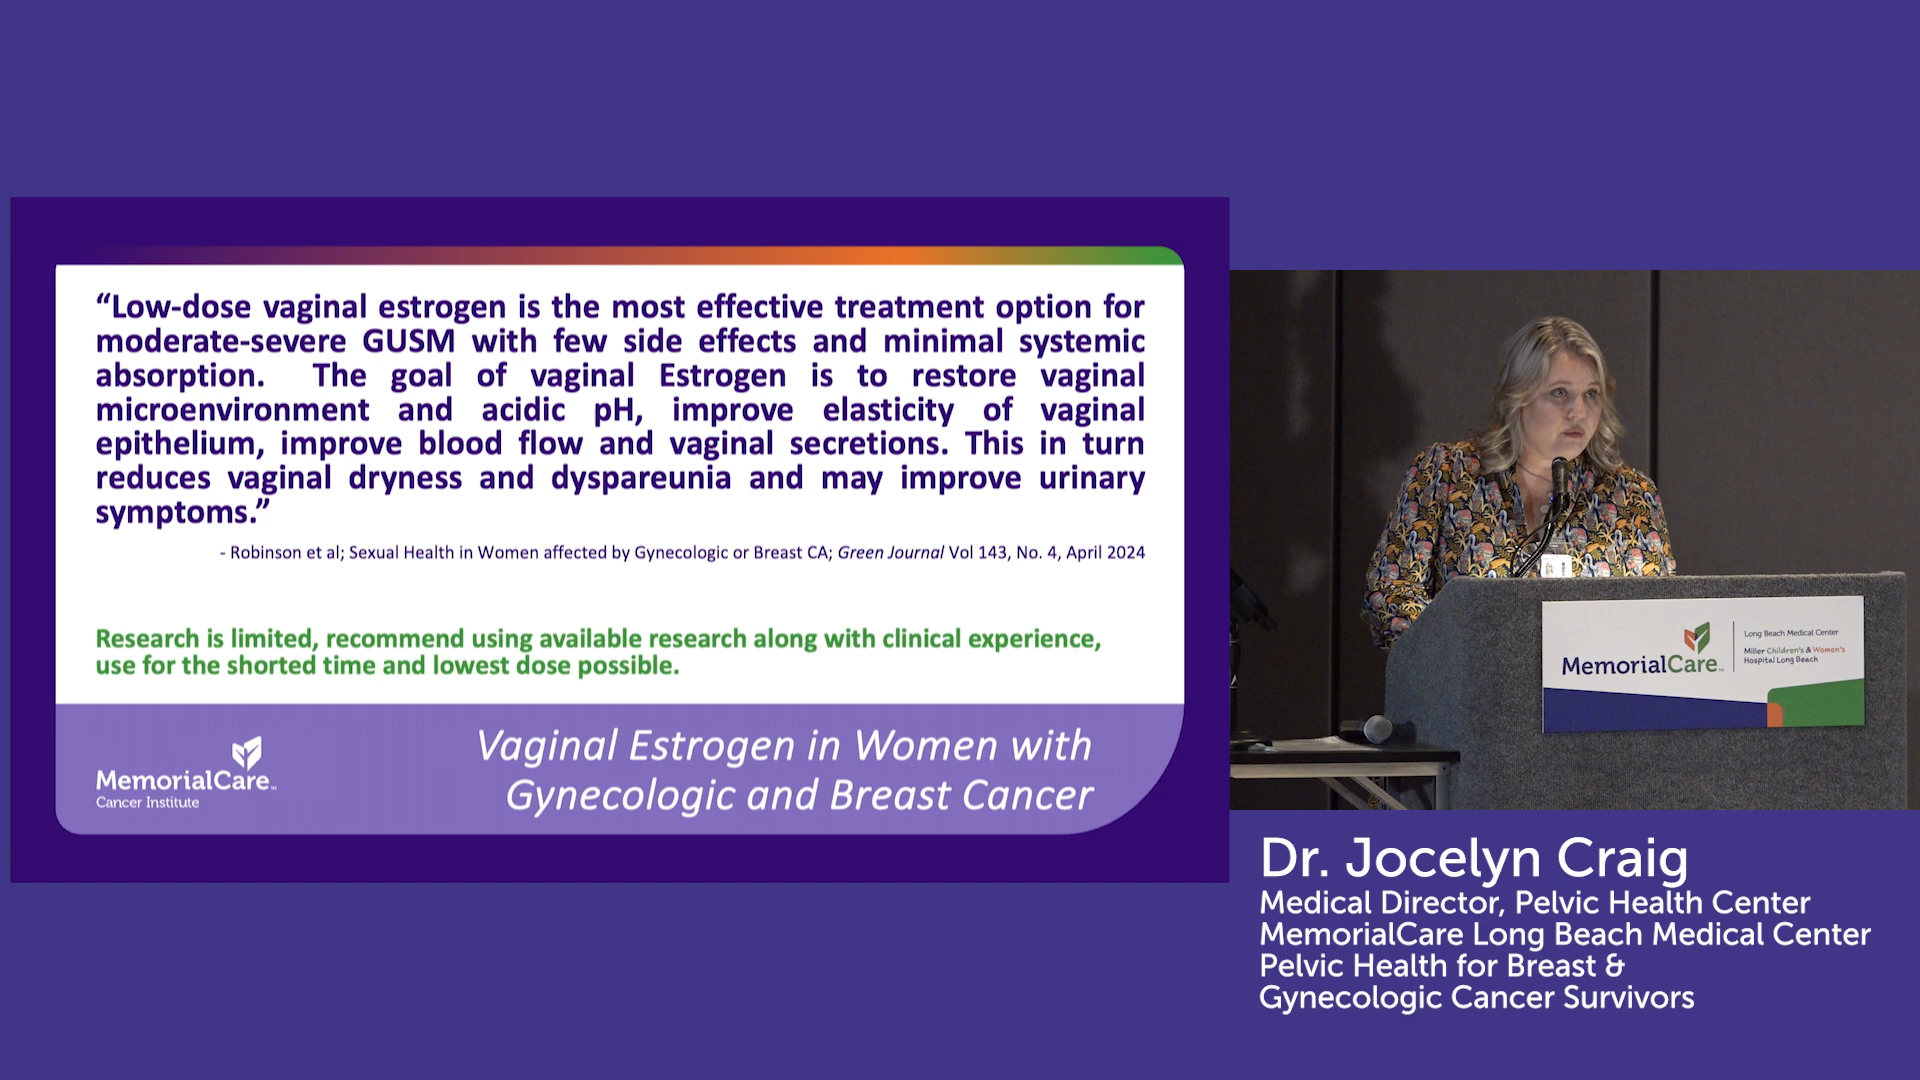 “Low-dose vaginal estrogen is the most effective treatment option for
moderate-severe GUSM with few side effects and minimal systemic
absorption. The goal of vaginal Estrogen is to restore vaginal
microenvironment and acidic pH, improve elasticity of vaginal
epithelium, improve blood flow and vaginal secretions. This in turn
reduces vaginal dryness and dyspareunia and may improve urinary
symptoms.”
- Robinson et al; Sexual Health in Women affected by Gynecologic or Breast CA; Green Journal Vol 143, No. 4, April 2024
Research is limited, recommend using available research along with clinical experience,
use for the shorted time and lowest dose possible.
MemorialCare™
Cancer Institute
Vaginal Estrogen in Women with
Gynecologic and Breast Cancer
MemorialCare™
Long Beach Medical Center
Miller Children's & Women's
Hospital Long Beach
Dr. Jocelyn Craig
Medical Director, Pelvic Health Center
MemorialCare Long Beach Medical Center
Pelvic Health for Breast &
Gynecologic Cancer Survivors